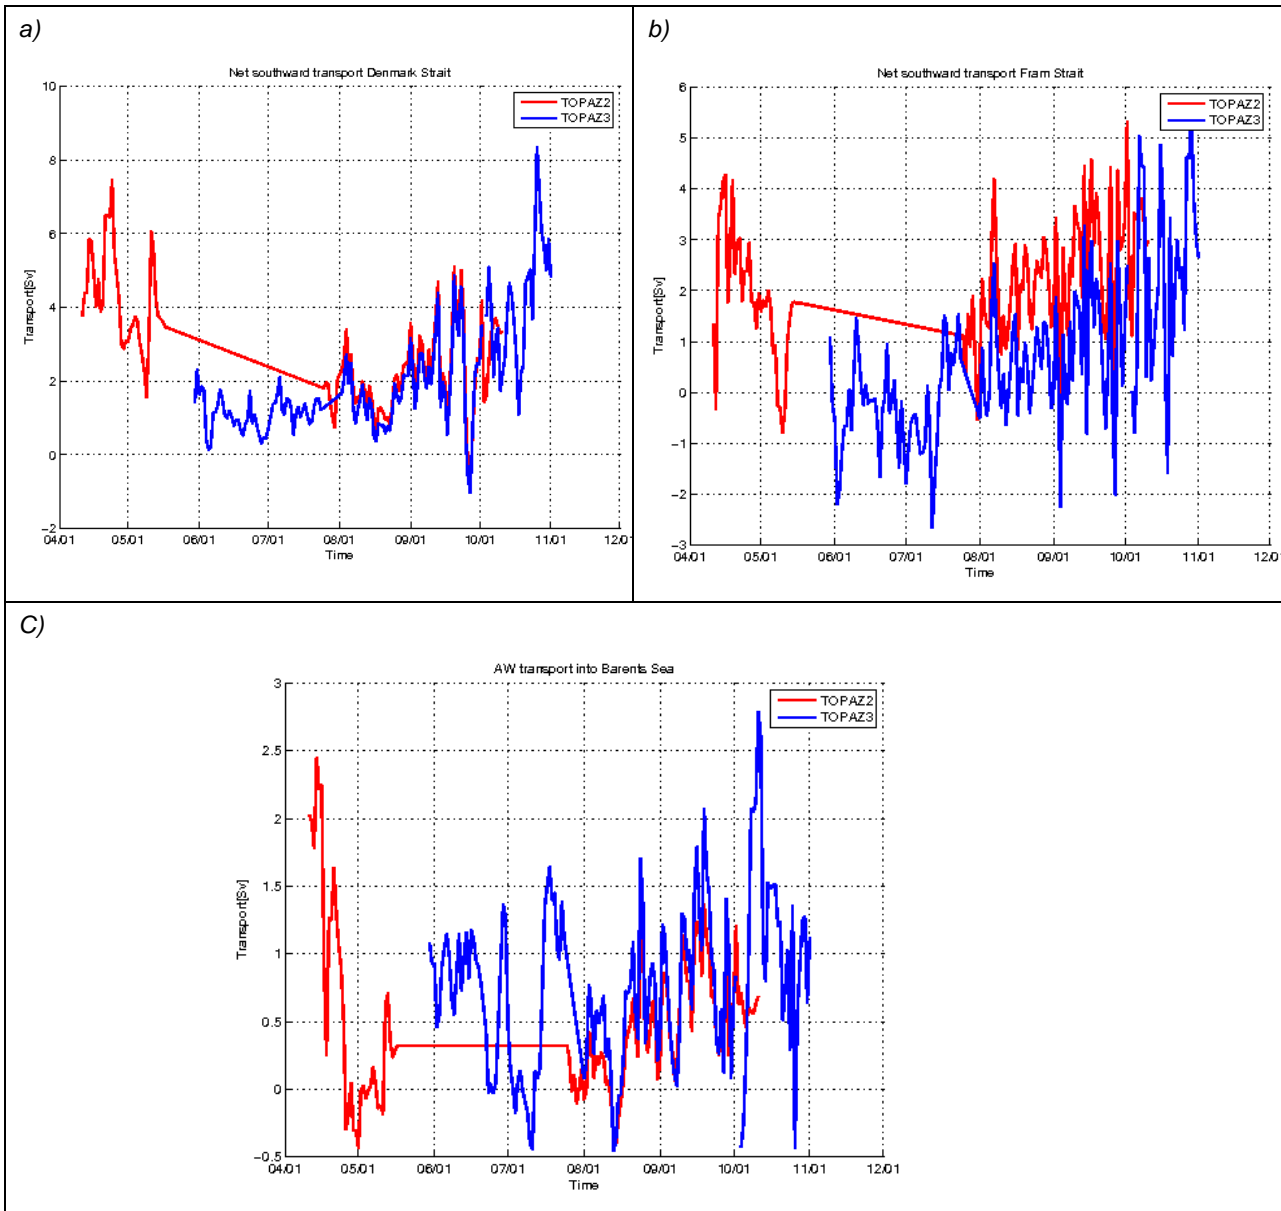 a)
Net southward transport Denmark Strait
10
8
6
4
2
0
−2
Transport[Sv]
TOPAZ2
TOPAZ3
04/01 05/01 06/01 07/01 08/01 09/01 10/01 11/01 12/01
Time
b)
Net southward transport Fram Strait
6
5
4
3
2
1
0
−1
−2
−3
Transport[Sv]
TOPAZ2
TOPAZ3
04/01 05/01 06/01 07/01 08/01 09/01 10/01 11/01 12/01
Time
C)
AW transport into Barents Sea
3
2.5
2
1.5
1
0.5
0
−0.5
Transport[Sv]
TOPAZ2
TOPAZ3
04/01 05/01 06/01 07/01 08/01 09/01 10/01 11/01 12/01
Time